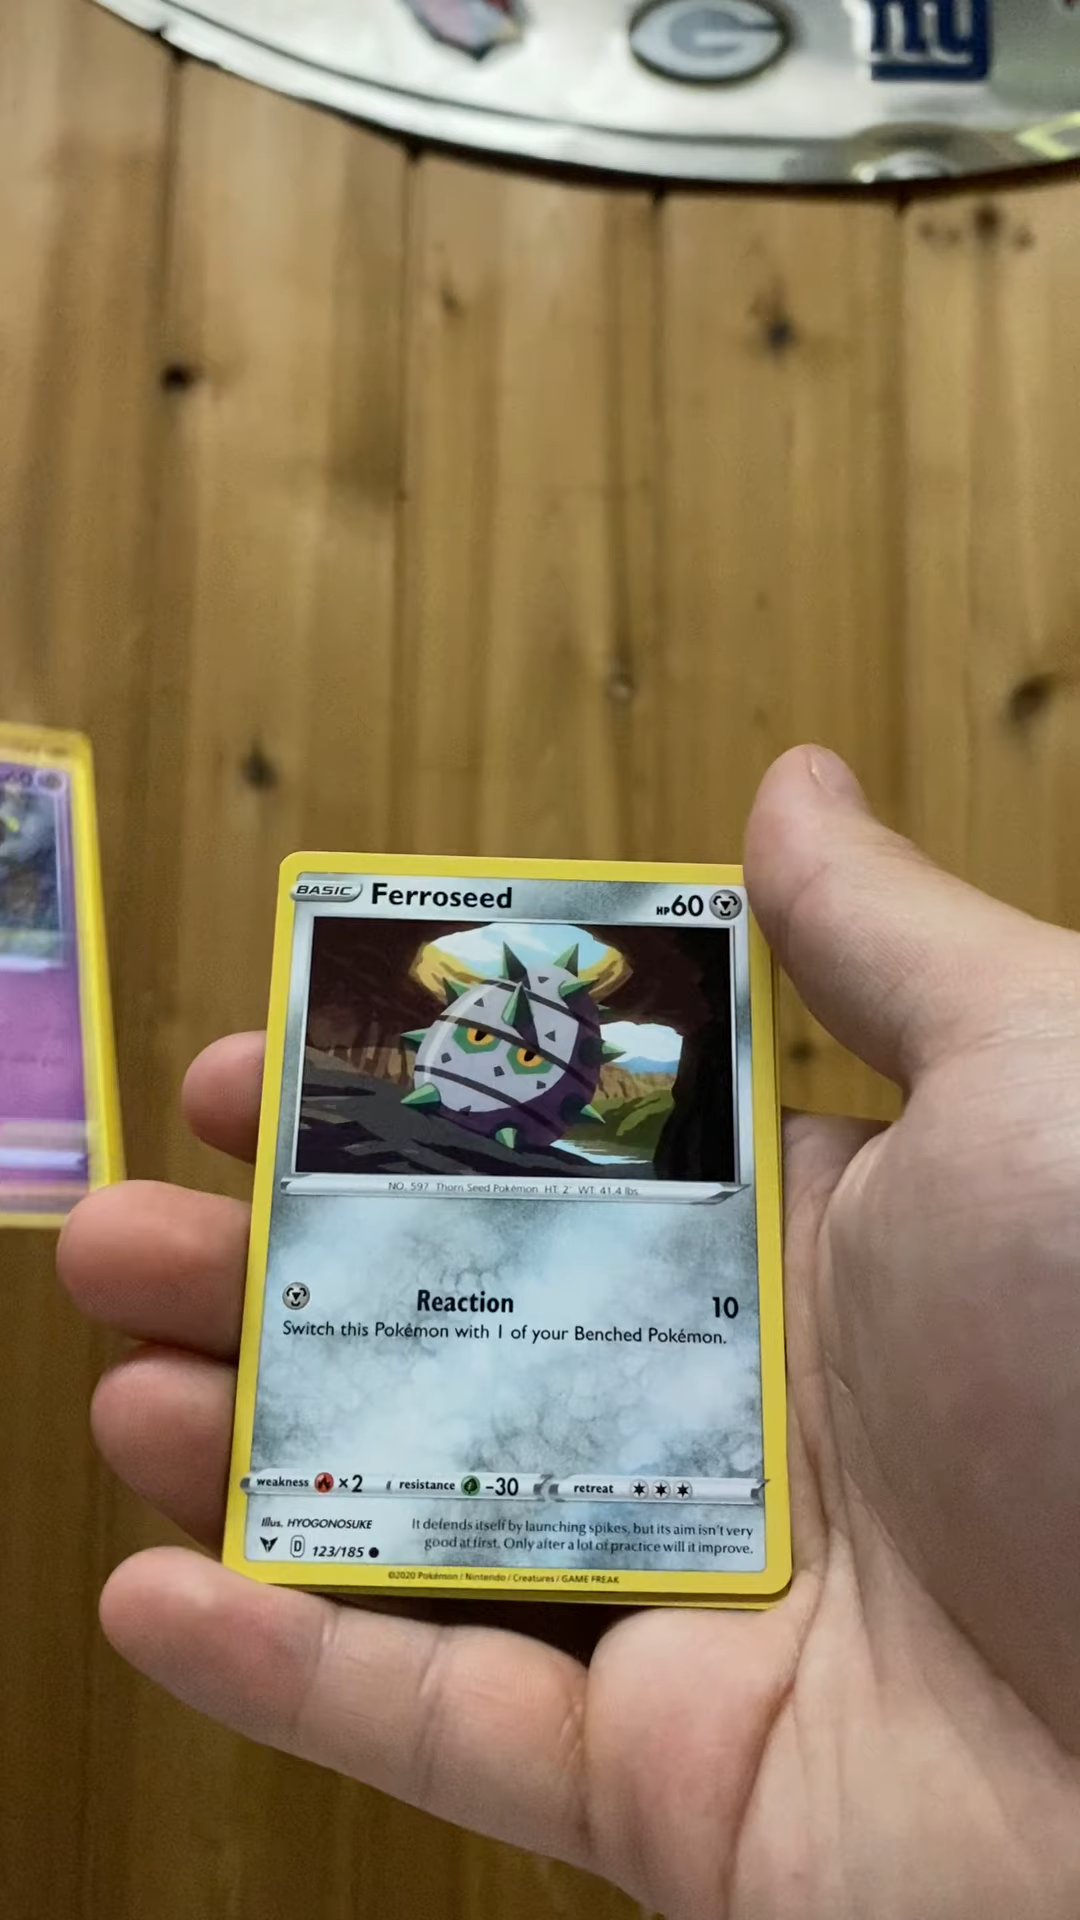 G
ny
BASIC Ferroseed HP60
NO. 597 Thorn Seed Pokémon HT. 2' WT. 41.4 lbs.
Reaction 10
Switch this Pokémon with 1 of your Benched Pokémon.
weakness ×2 resistance -30 retreat
Illus. HYOGONOSUKE
It defends itself by launching spikes, but its aim isn't very
good at first. Only after a lot of practice will it improve.
D 123/185
©2020 Pokémon / Nintendo / Creatures / GAME FREAK